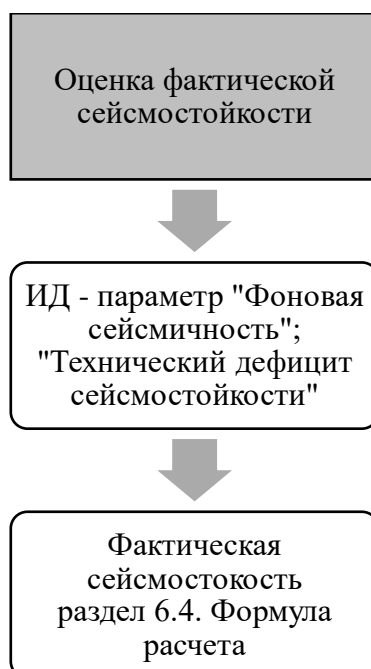 Оценка фактической
сейсмостойкости
ИД - параметр "Фоновая
сейсмичность";
"Технический дефицит
сейсмостойкости"
Фактическая
сейсмостокость
раздел 6.4. Формула
расчета